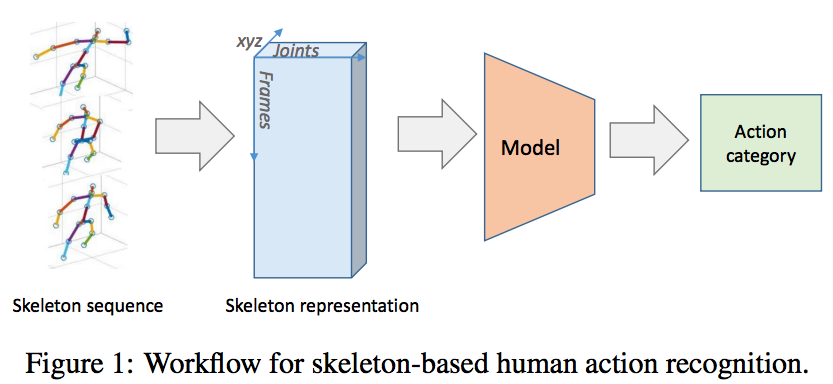 xyz
Joints
Frames
Model
Action
category
Skeleton sequence
Skeleton representation
Figure 1: Workflow for skeleton-based human action recognition.